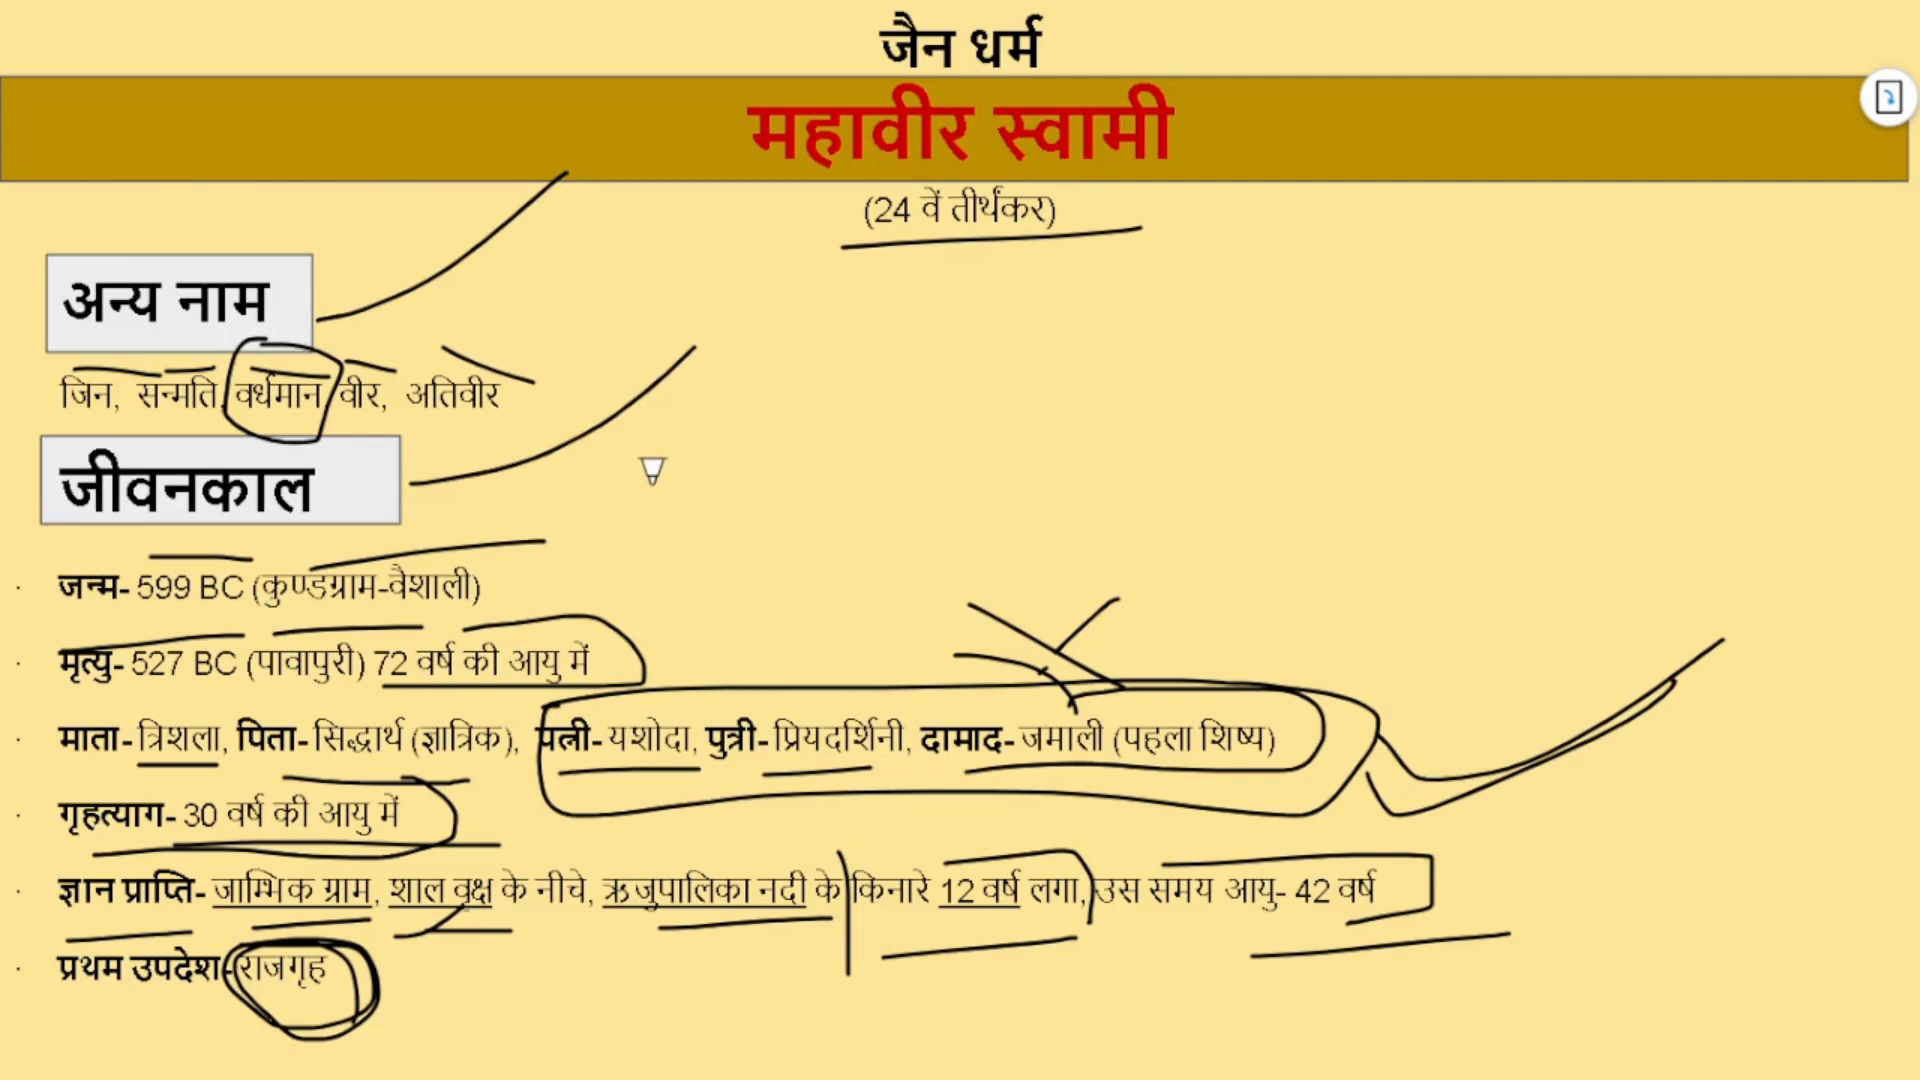 जैन धर्म
महावीर स्वामी
(24 वें तीर्थंकर)
अन्य नाम
जिन, सन्मति, वर्धमान वीर, अतिवीर
जीवनकाल
· जन्म- 599 BC (कुण्डग्राम-वैशाली)
· मृत्यु- 527 BC (पावापुरी) 72 वर्ष की आयु में
· माता- त्रिशला, पिता- सिद्धार्थ (ज्ञात्रिक), पत्नी- यशोदा, पुत्री- प्रियदर्शिनी, दामाद- जमाली (पहला शिष्य)
· गृहत्याग- 30 वर्ष की आयु में
· ज्ञान प्राप्ति- जाम्भिक ग्राम, शाल वृक्ष के नीचे, ऋजुपालिका नदी के किनारे 12 वर्ष लगा, उस समय आयु- 42 वर्ष
· प्रथम उपदेश- राजगृह